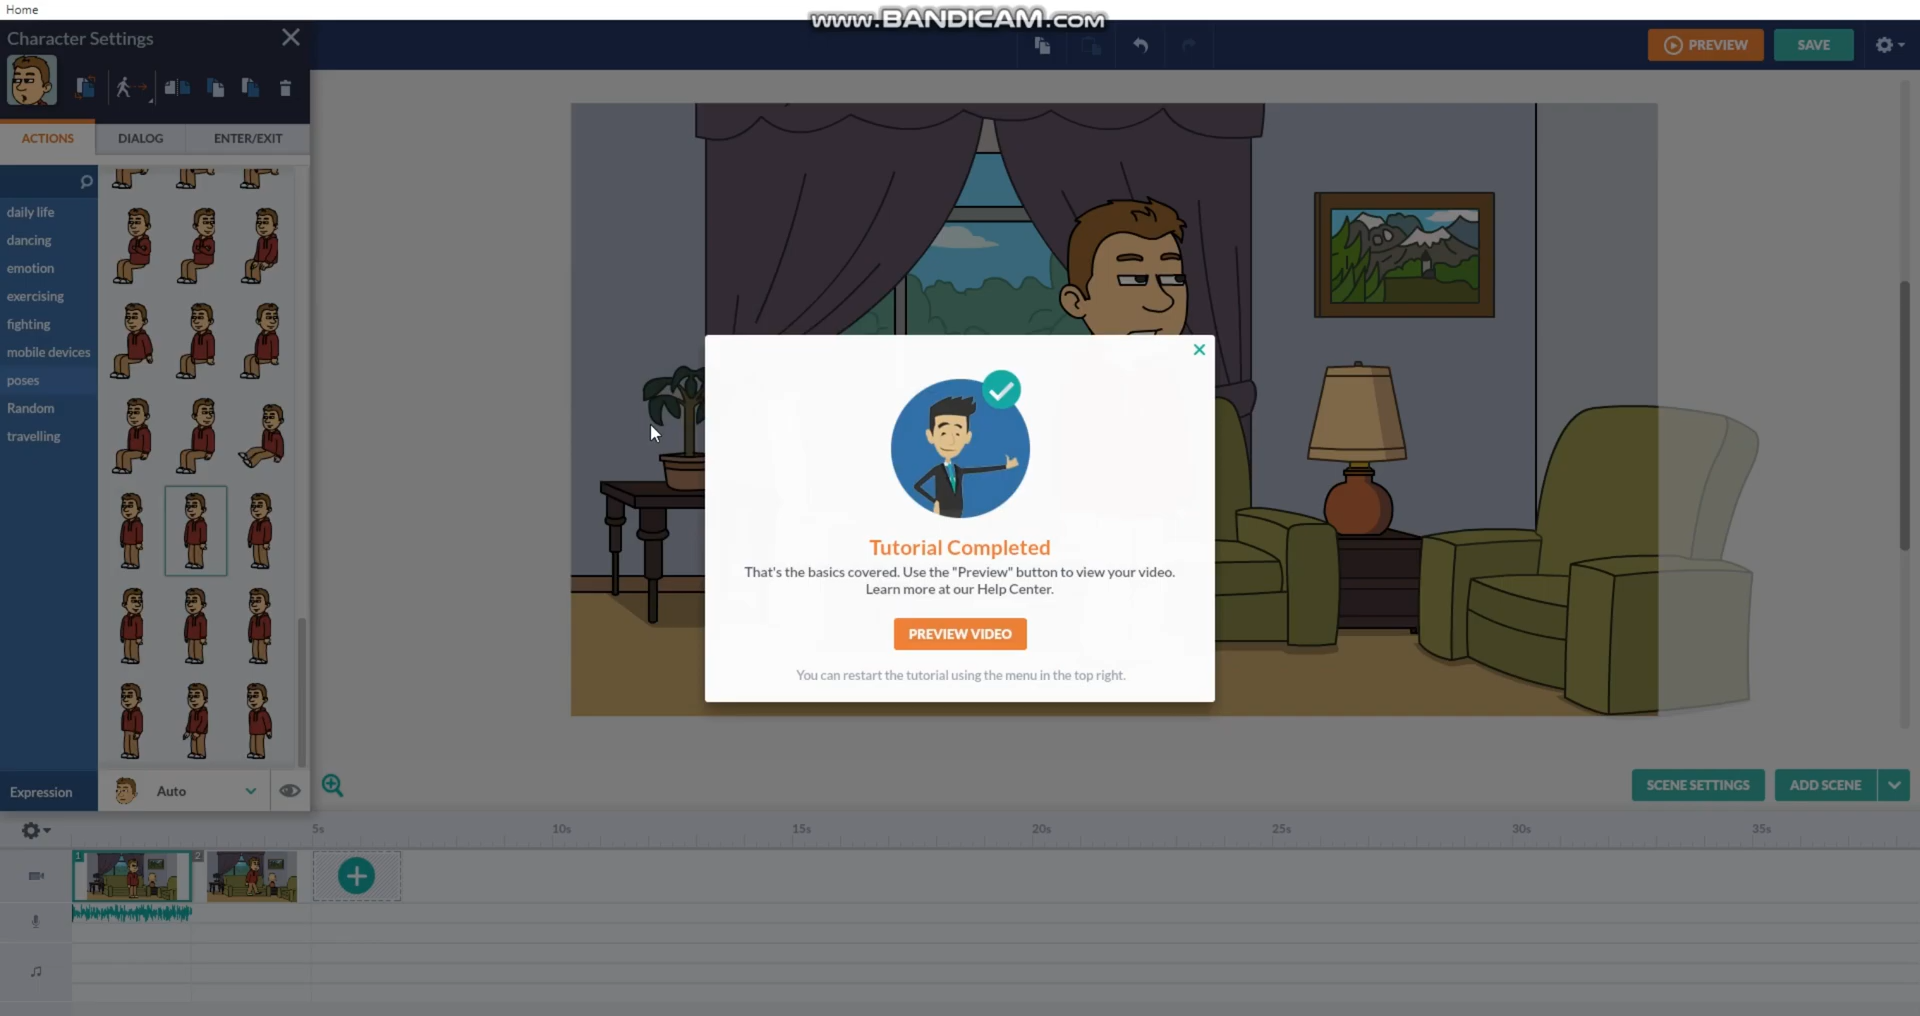 Home
www.BANDICAM.com
Character Settings
PREVIEW
SAVE
ACTIONS
DIALOG
ENTER/EXIT
daily life
dancing
emotion
exercising
fighting
mobile devices
poses
Random
travelling
Tutorial Completed
That's the basics covered. Use the "Preview" button to view your video.
Learn more at our Help Center.
PREVIEW VIDEO
You can restart the tutorial using the menu in the top right.
Expression
Auto
SCENE SETTINGS
ADD SCENE
5s
10s
15s
20s
25s
30s
35s
1
2